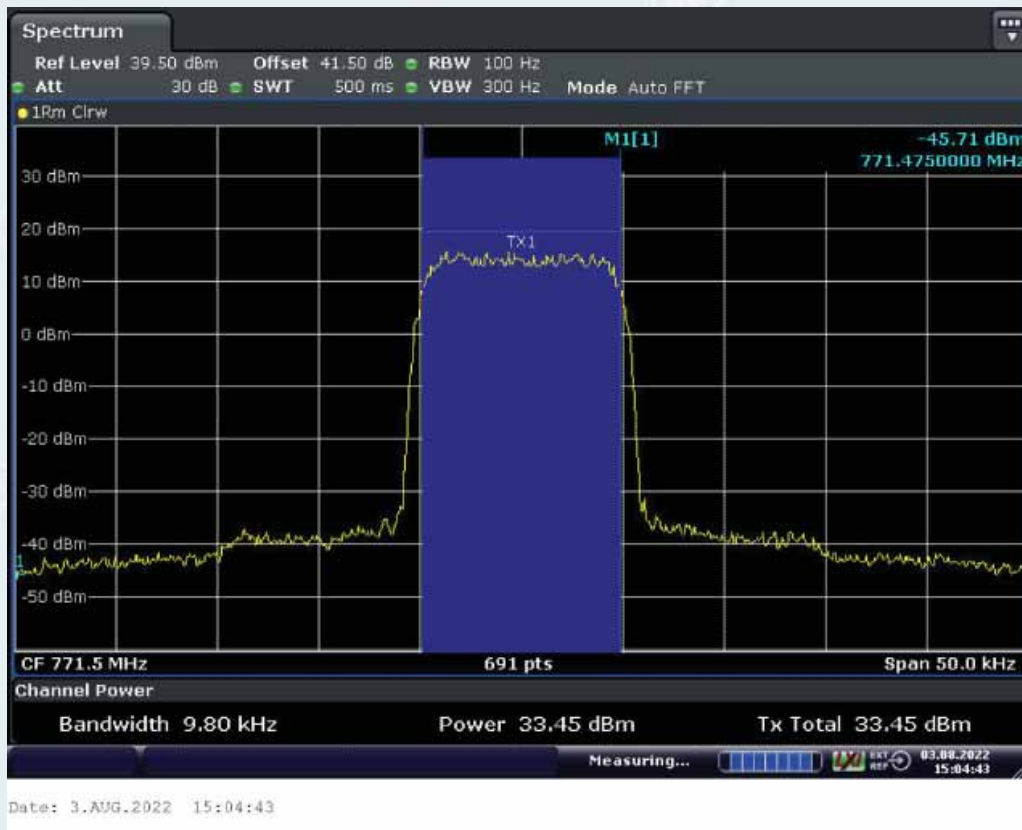 Spectrum
Ref Level 39.50 dBm Offset 41.50 dB RBW 100 Hz
Att 30 dB SWT 500 ms VBW 300 Hz Mode Auto FFT
1Rm Clrw
M1[1] -45.71 dBm
771.4750000 MHz
30 dBm
20 dBm
TX1
10 dBm
0 dBm
-10 dBm
-20 dBm
-30 dBm
-40 dBm
1
-50 dBm
CF 771.5 MHz 691 pts Span 50.0 kHz
Channel Power
Bandwidth 9.80 kHz Power 33.45 dBm Tx Total 33.45 dBm
Measuring... LXI EXT REF 03.08.2022
15:04:43
Date: 3.AUG.2022 15:04:43